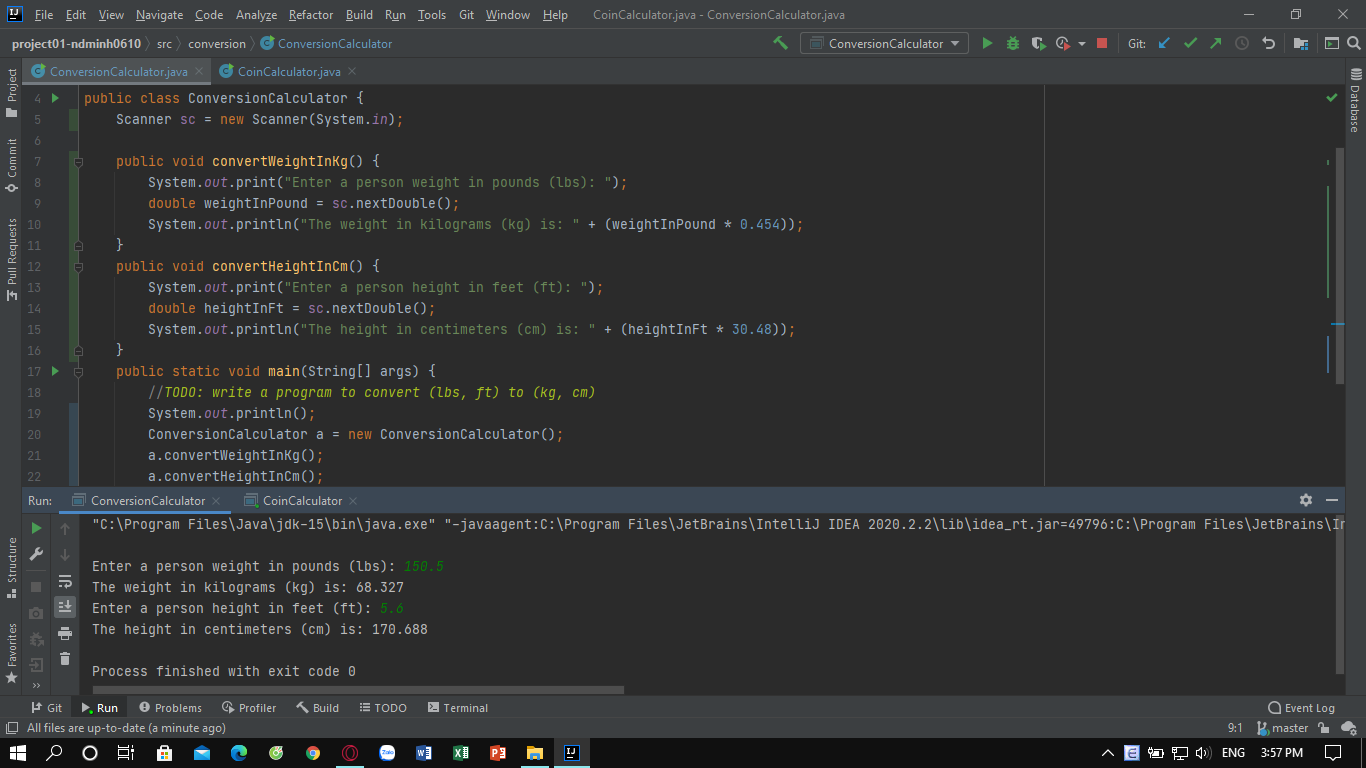 File Edit View Navigate Code Analyze Refactor Build Run Tools Git Window Help CoinCalculator.java - ConversionCalculator.java
project01-ndminh0610 src conversion ConversionCalculator ConversionCalculator Git:
Project
Commit
Pull Requests
Structure
Favorites
Database
ConversionCalculator.java CoinCalculator.java
4 public class ConversionCalculator {
5 Scanner sc = new Scanner(System.in);
6
7 public void convertWeightInKg() {
8 System.out.print("Enter a person weight in pounds (lbs): ");
9 double weightInPound = sc.nextDouble();
10 System.out.println("The weight in kilograms (kg) is: " + (weightInPound * 0.454));
11 }
12 public void convertHeightInCm() {
13 System.out.print("Enter a person height in feet (ft): ");
14 double heightInFt = sc.nextDouble();
15 System.out.println("The height in centimeters (cm) is: " + (heightInFt * 30.48));
16 }
17 public static void main(String[] args) {
18 //TODO: write a program to convert (lbs, ft) to (kg, cm)
19 System.out.println();
20 ConversionCalculator a = new ConversionCalculator();
21 a.convertWeightInKg();
22 a.convertHeightInCm();
Run: ConversionCalculator CoinCalculator
"C:\Program Files\Java\jdk-15\bin\java.exe" "-javaagent:C:\Program Files\JetBrains\IntelliJ IDEA 2020.2.2\lib\idea_rt.jar=49796:C:\Program Files\JetBrains\In
Enter a person weight in pounds (lbs): 150.5
The weight in kilograms (kg) is: 68.327
Enter a person height in feet (ft): 5.6
The height in centimeters (cm) is: 170.688
Process finished with exit code 0
Git Run Problems Profiler Build TODO Terminal Event Log
All files are up-to-date (a minute ago) 9:1 master
Zalo ENG 3:57 PM